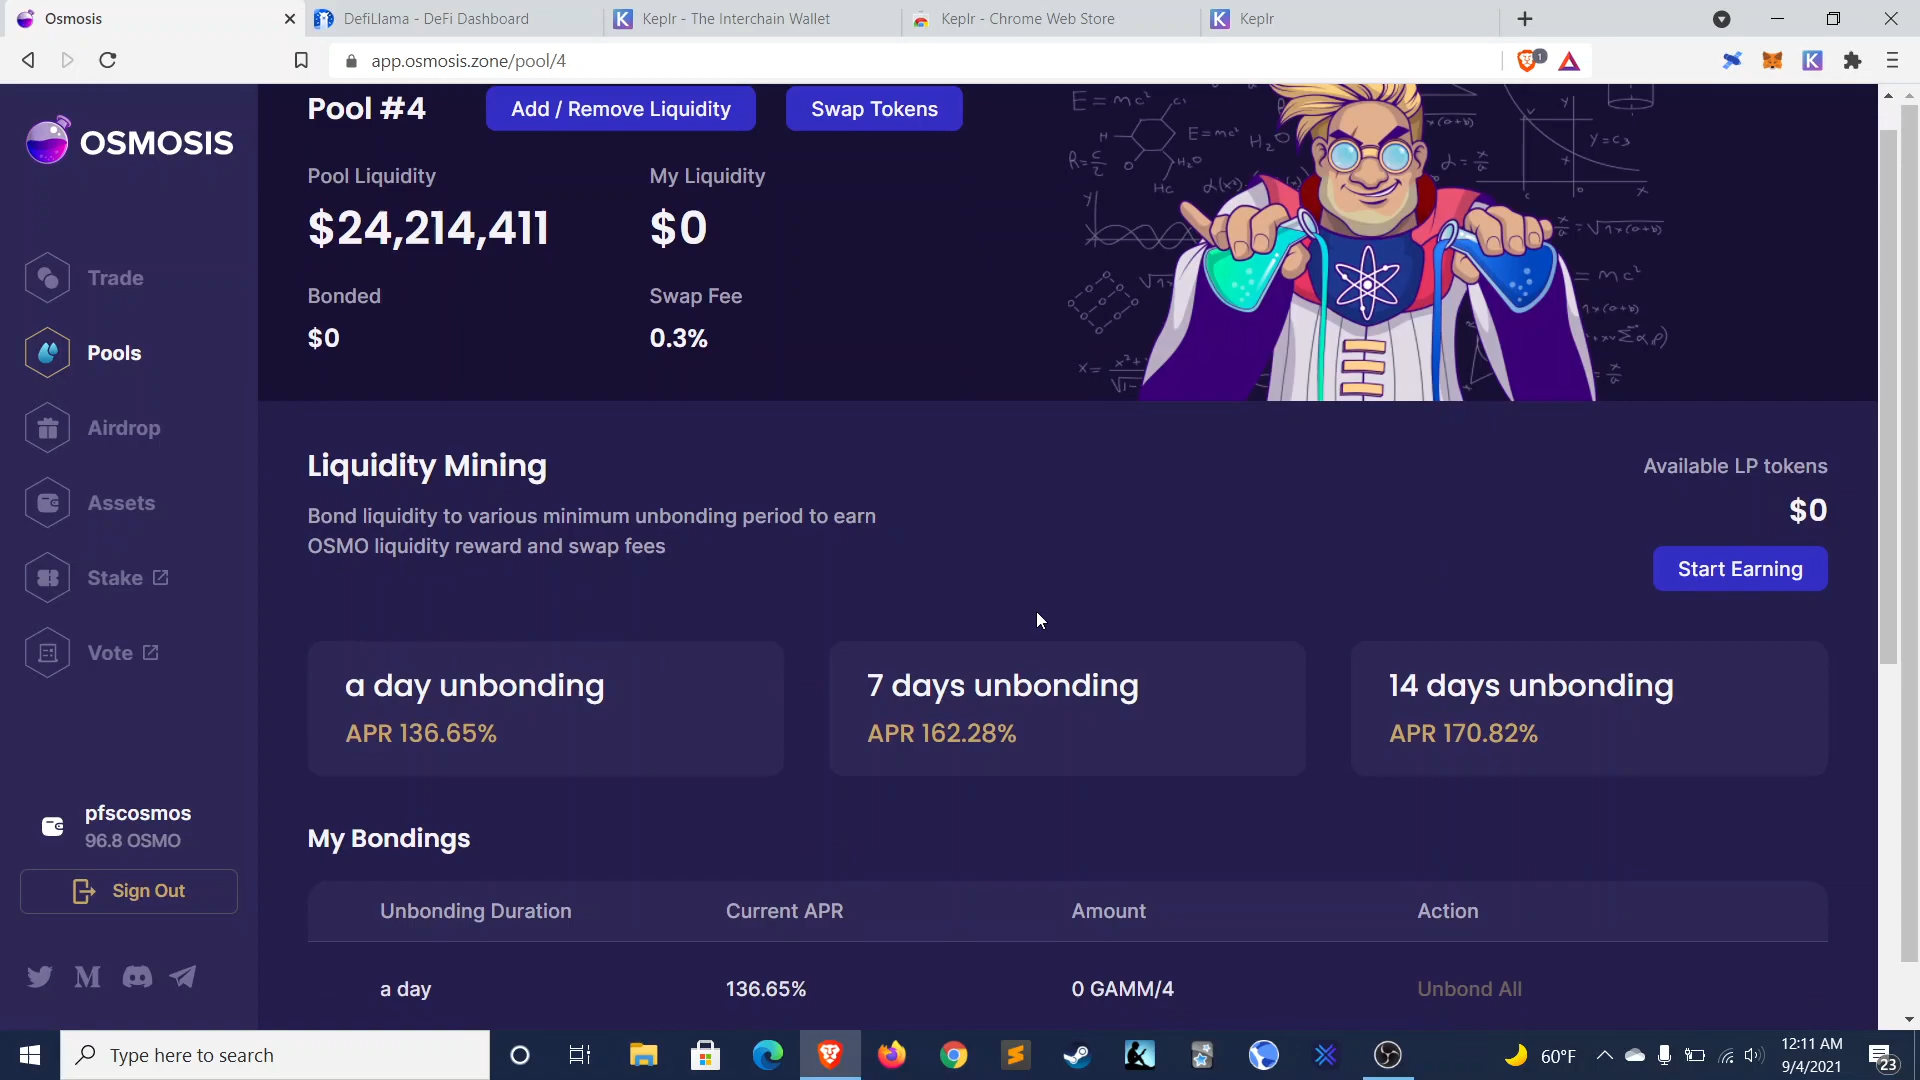 Osmosis
DefiLlama - DeFi Dashboard
Keplr - The Interchain Wallet
Keplr - Chrome Web Store
Keplr
app.osmosis.zone/pool/4
1
OSMOSIS
Trade
Pools
Airdrop
Assets
Stake
Vote
pfscosmos
96.8 OSMO
Sign Out
Pool #4
Add / Remove Liquidity
Swap Tokens
Pool Liquidity
My Liquidity
$24,214,411
$0
Bonded
Swap Fee
$0
0.3%
E=mc²
E=mc²
H₂O
Y=c3
Liquidity Mining
Bond liquidity to various minimum unbonding period to earn
OSMO liquidity reward and swap fees
Available LP tokens
$0
Start Earning
a day unbonding
APR 136.65%
7 days unbonding
APR 162.28%
14 days unbonding
APR 170.82%
My Bondings
Unbonding Duration
Current APR
Amount
Action
a day
136.65%
0 GAMM/4
Unbond All
Type here to search
60°F
12:11 AM
9/4/2021
23